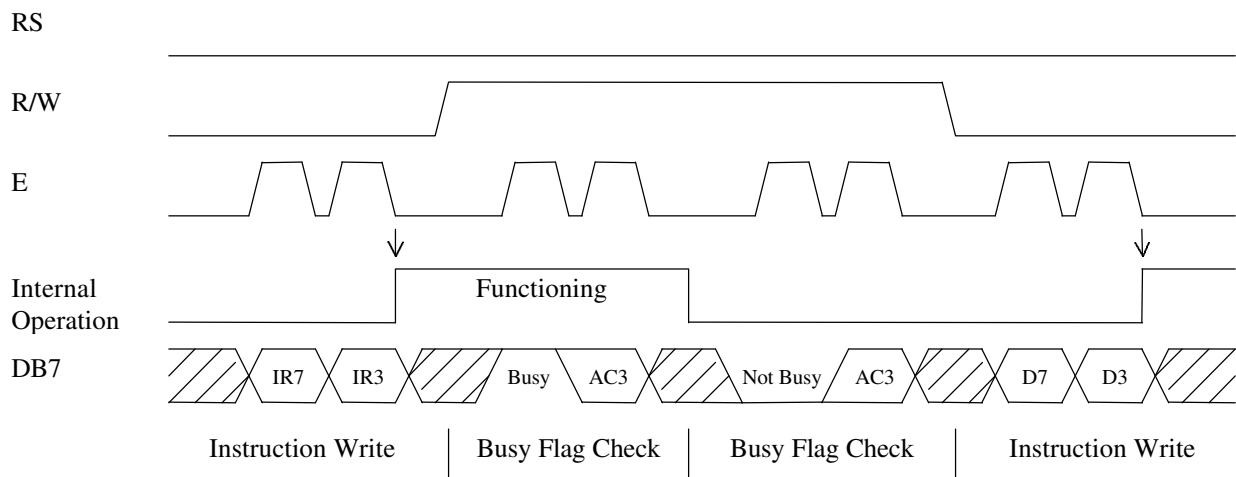 RS
R/W
E
Internal
Operation
Functioning
DB7
IR7 IR3 Busy AC3 Not Busy AC3 D7 D3
Instruction Write Busy Flag Check Busy Flag Check Instruction Write